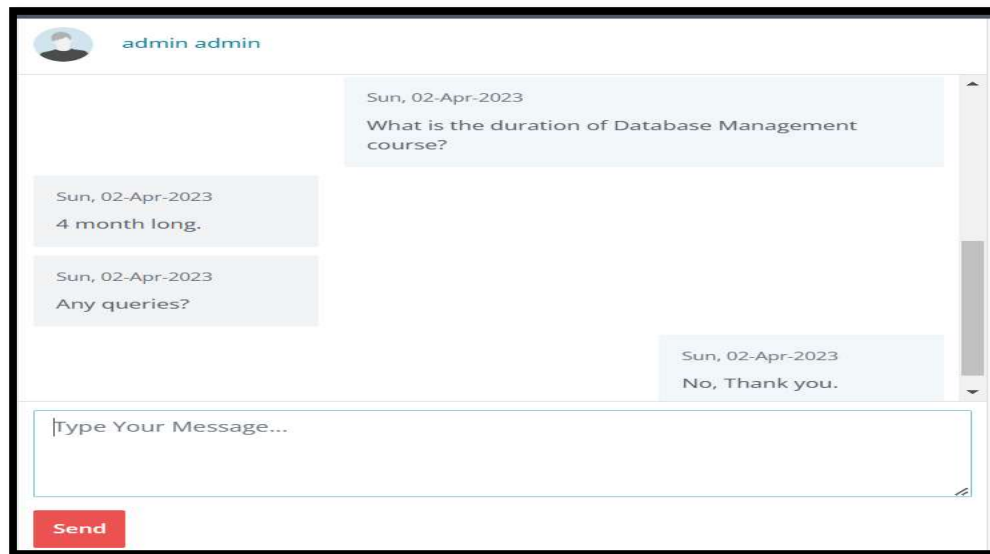 admin admin
Sun, 02-Apr-2023
What is the duration of Database Management
course?
Sun, 02-Apr-2023
4 month long.
Sun, 02-Apr-2023
Any queries?
Sun, 02-Apr-2023
No, Thank you.
Type Your Message...
Send